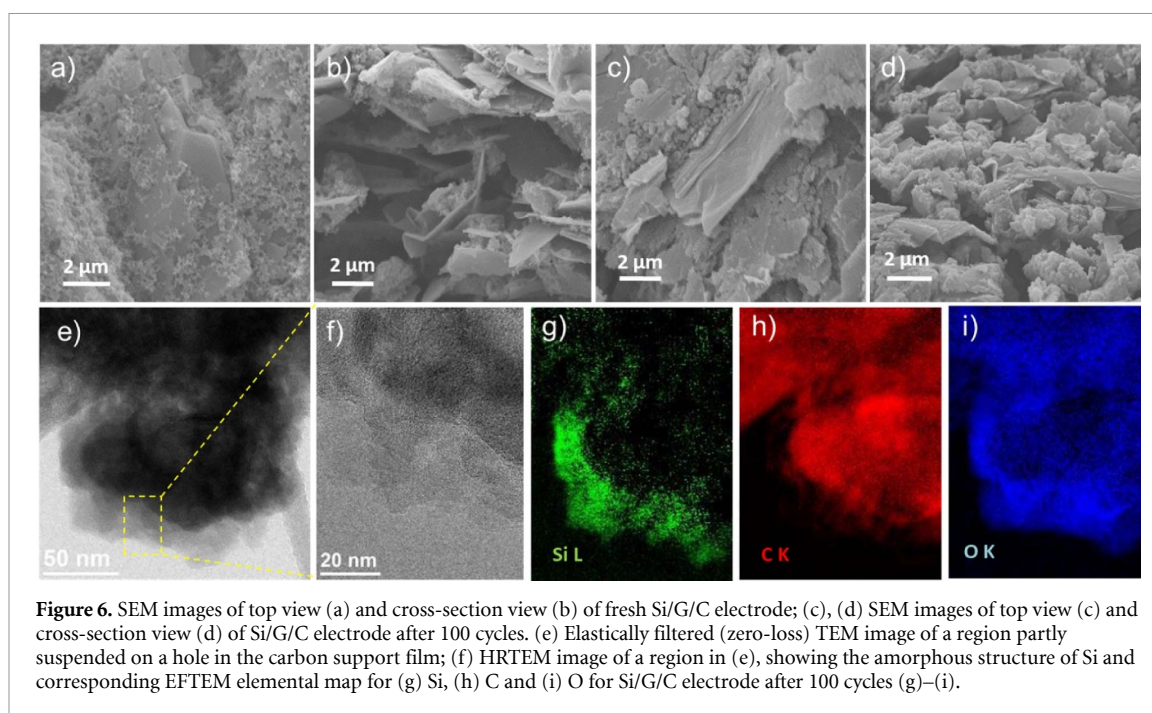 a) b) c) d)
2 µm 2 µm 2 µm 2 µm
e) f) g) h) i)
50 nm 20 nm Si L C K O K
Figure 6. SEM images of top view (a) and cross-section view (b) of fresh Si/G/C electrode; (c), (d) SEM images of top view (c) and
cross-section view (d) of Si/G/C electrode after 100 cycles. (e) Elastically filtered (zero-loss) TEM image of a region partly
suspended on a hole in the carbon support film; (f) HRTEM image of a region in (e), showing the amorphous structure of Si and
corresponding EFTEM elemental map for (g) Si, (h) C and (i) O for Si/G/C electrode after 100 cycles (g)–(i).